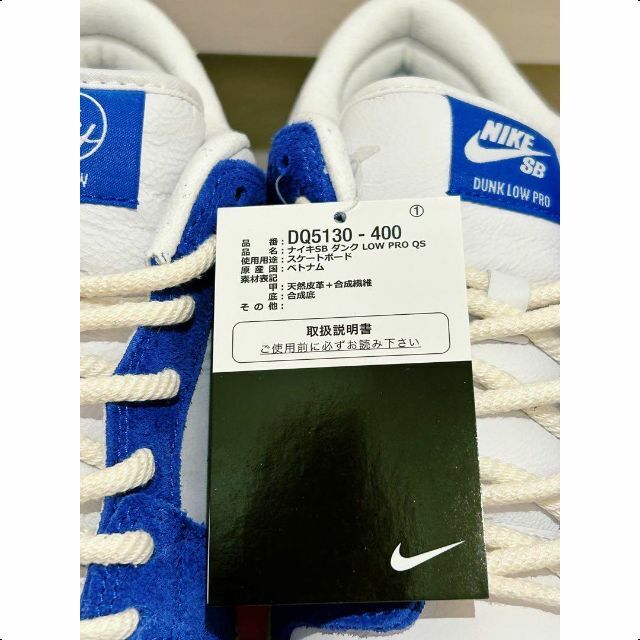 NIKE
SB
DUNK LOW PRO
①
品 番: DQ5130 - 400
品 名: ナイキSB ダンク LOW PRO QS
使用用途: スケートボード
原 産 国: ベトナム
素材表記
甲: 天然皮革+合成繊維
底: 合成底
そ の 他:
取扱説明書
ご使用前に必ずお読み下さい